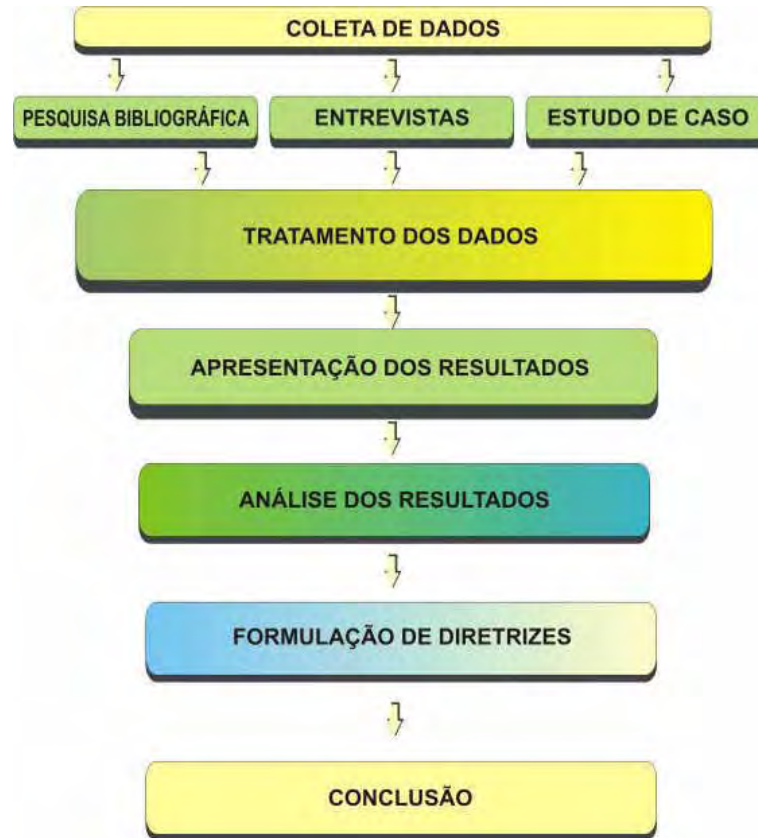 COLETA DE DADOS
PESQUISA BIBLIOGRÁFICA
ENTREVISTAS
ESTUDO DE CASO
TRATAMENTO DOS DADOS
APRESENTAÇÃO DOS RESULTADOS
ANÁLISE DOS RESULTADOS
FORMULAÇÃO DE DIRETRIZES
CONCLUSÃO